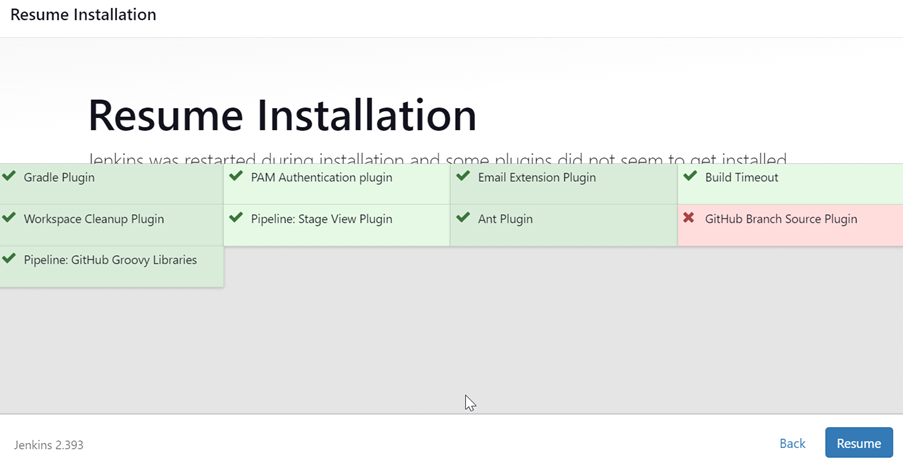 Resume Installation
Resume Installation
Jenkins was restarted during installation and some plugins did not seem to get installed
Gradle Plugin PAM Authentication plugin Email Extension Plugin Build Timeout
Workspace Cleanup Plugin Pipeline: Stage View Plugin Ant Plugin GitHub Branch Source Plugin
Pipeline: GitHub Groovy Libraries
Jenkins 2.393 Back Resume